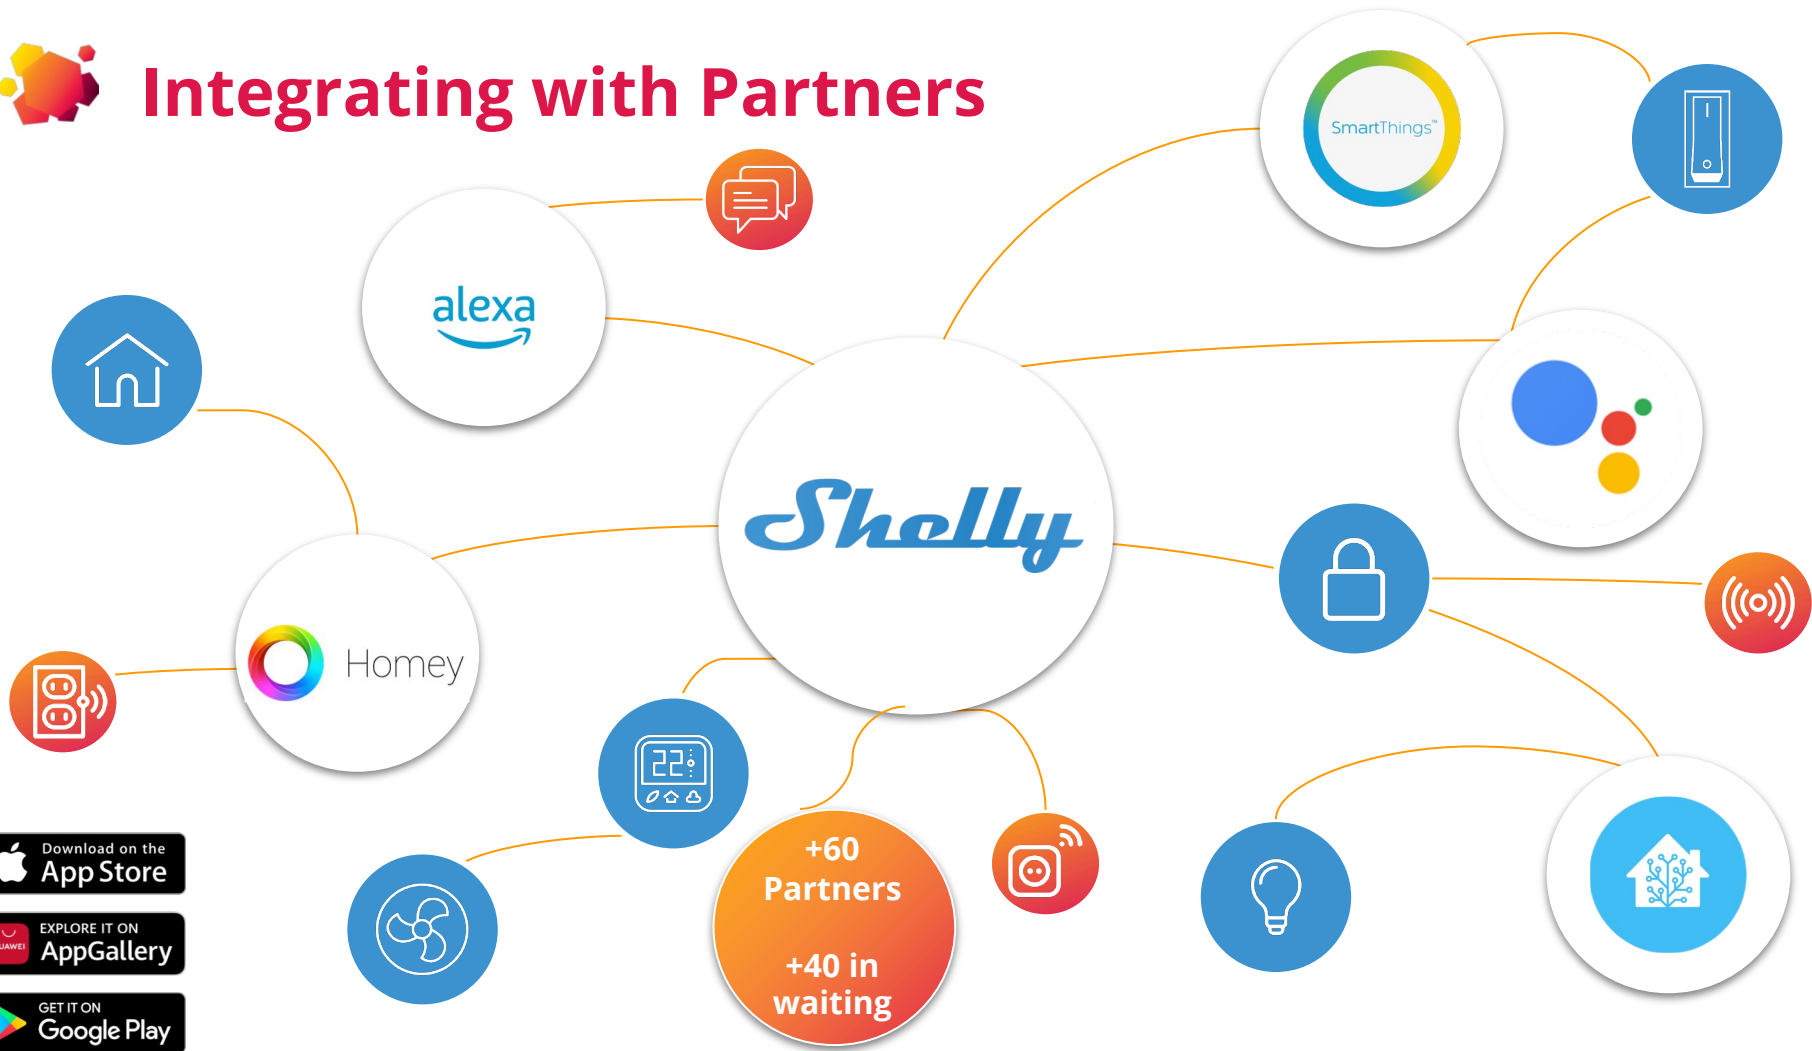 Integrating with Partners
SmartThings™
alexa
Shelly
Homey
22
+60
Partners
+40 in
waiting
Download on the
App Store
EXPLORE IT ON
AppGallery
GET IT ON
Google Play